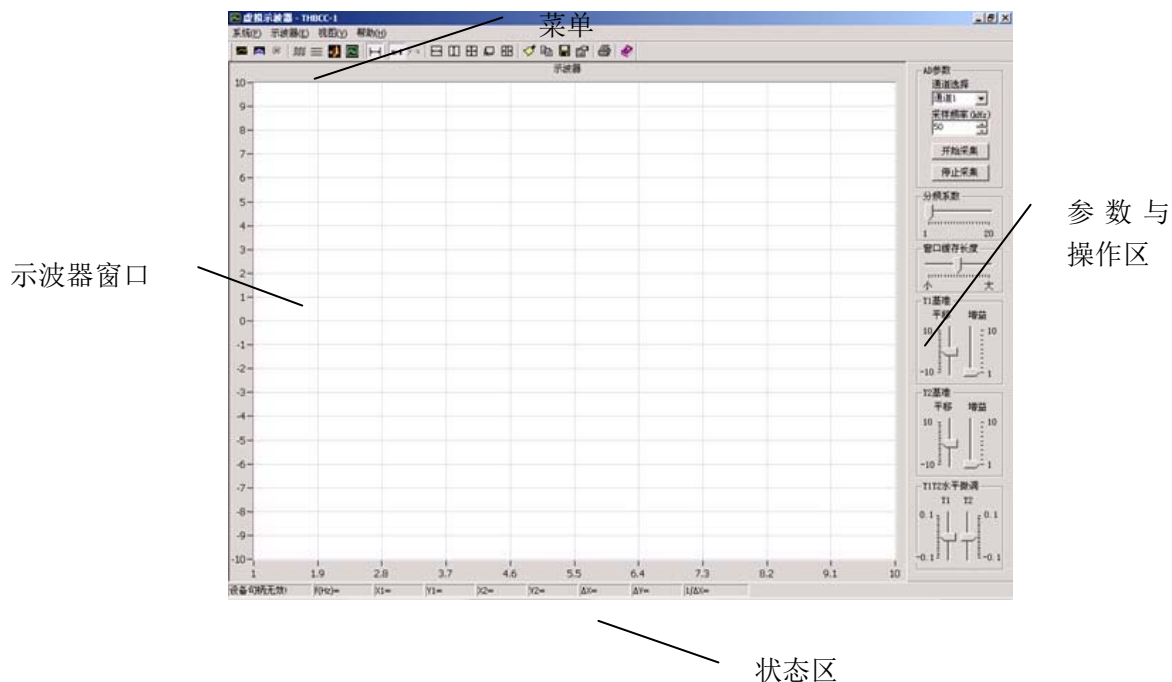 菜单
虚拟示波器 - THBCC-1
系统(F) 示波器(E) 视图(V) 帮助(H)
示波器
10
9
8
7
6
5
4
3
2
1
0
-1
-2
-3
-4
-5
-6
-7
-8
-9
-10
1 1.9 2.8 3.7 4.6 5.5 6.4 7.3 8.2 9.1 10
AD参数
通道选择
通道1
采样频率(kHz)
50
开始采集
停止采集
分频系数
1 20
窗口缓存长度
小 大
Y1基准
平移 增益
10 10
-10 1
Y2基准
平移 增益
10 10
-10 1
Y1Y2水平微调
Y1 Y2
0.1 0.1
-0.1 -0.1
设备句柄无效! F(Hz)= X1= Y1= X2= Y2= ΔX= ΔY= 1/ΔX=
示波器窗口
参数与
操作区
状态区